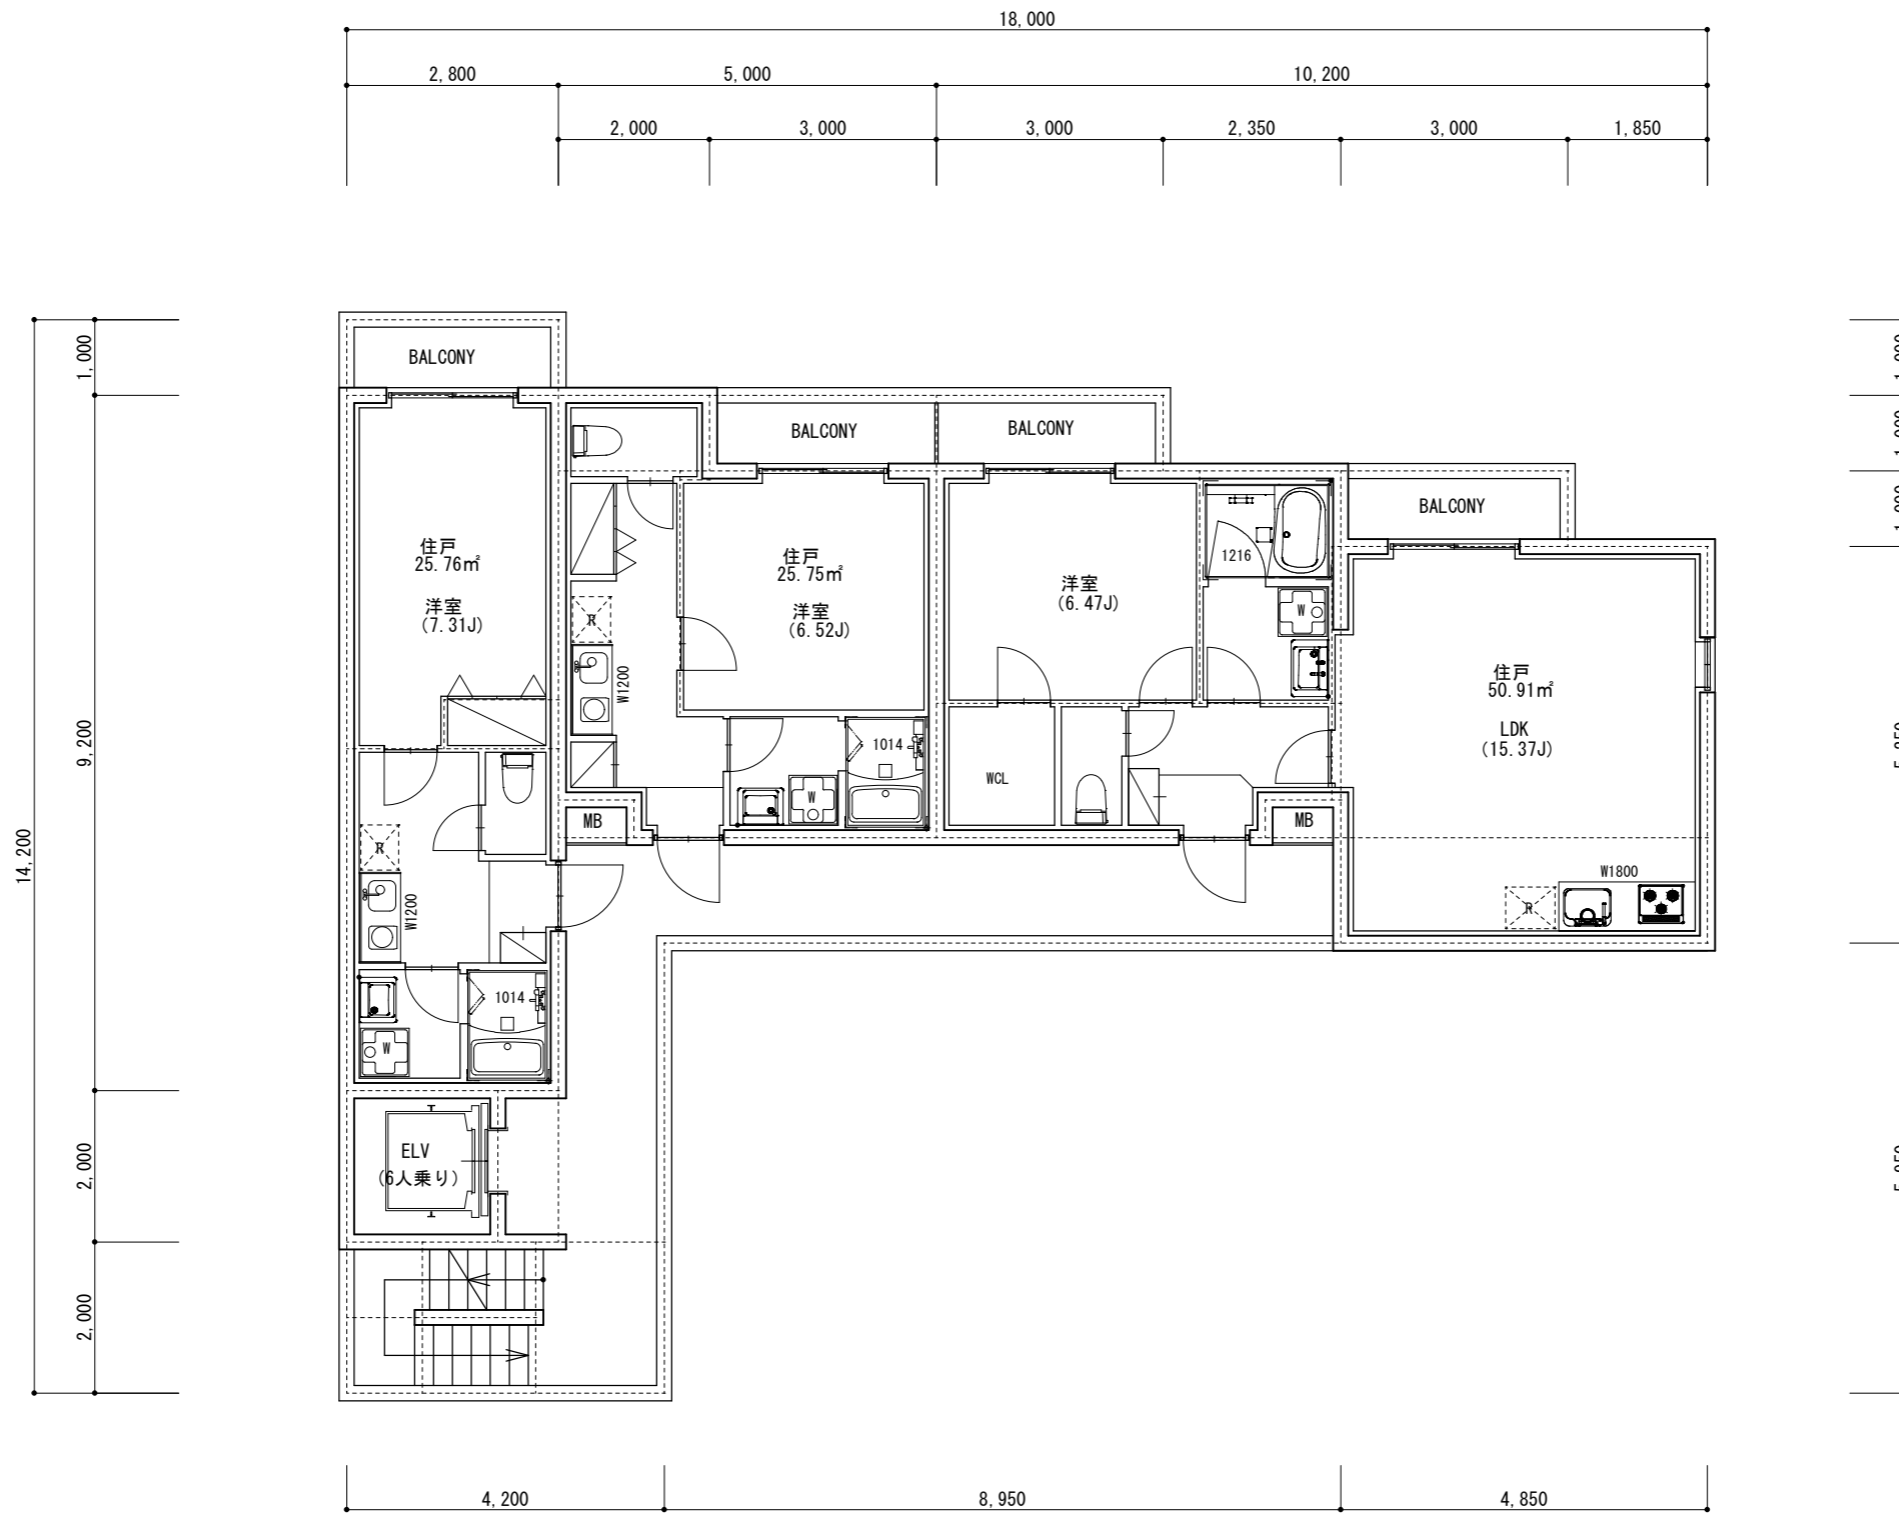 18,000
2,800
5,000
10,200
2,000
3,000
3,000
2,350
3,000
1,850
14,200
1,000
9,200
2,000
2,000
BALCONY
BALCONY
BALCONY
BALCONY
住戸
25.76㎡
洋室
(7.31J)
住戸
25.75㎡
洋室
(6.52J)
洋室
(6.47J)
1216
W
住戸
50.91㎡
LDK
(15.37J)
R
W1200
1014
W
MB
WCL
MB
R
W1200
W1800
R
1014
W
ELV
(6人乗り)
4,200
8,950
4,850